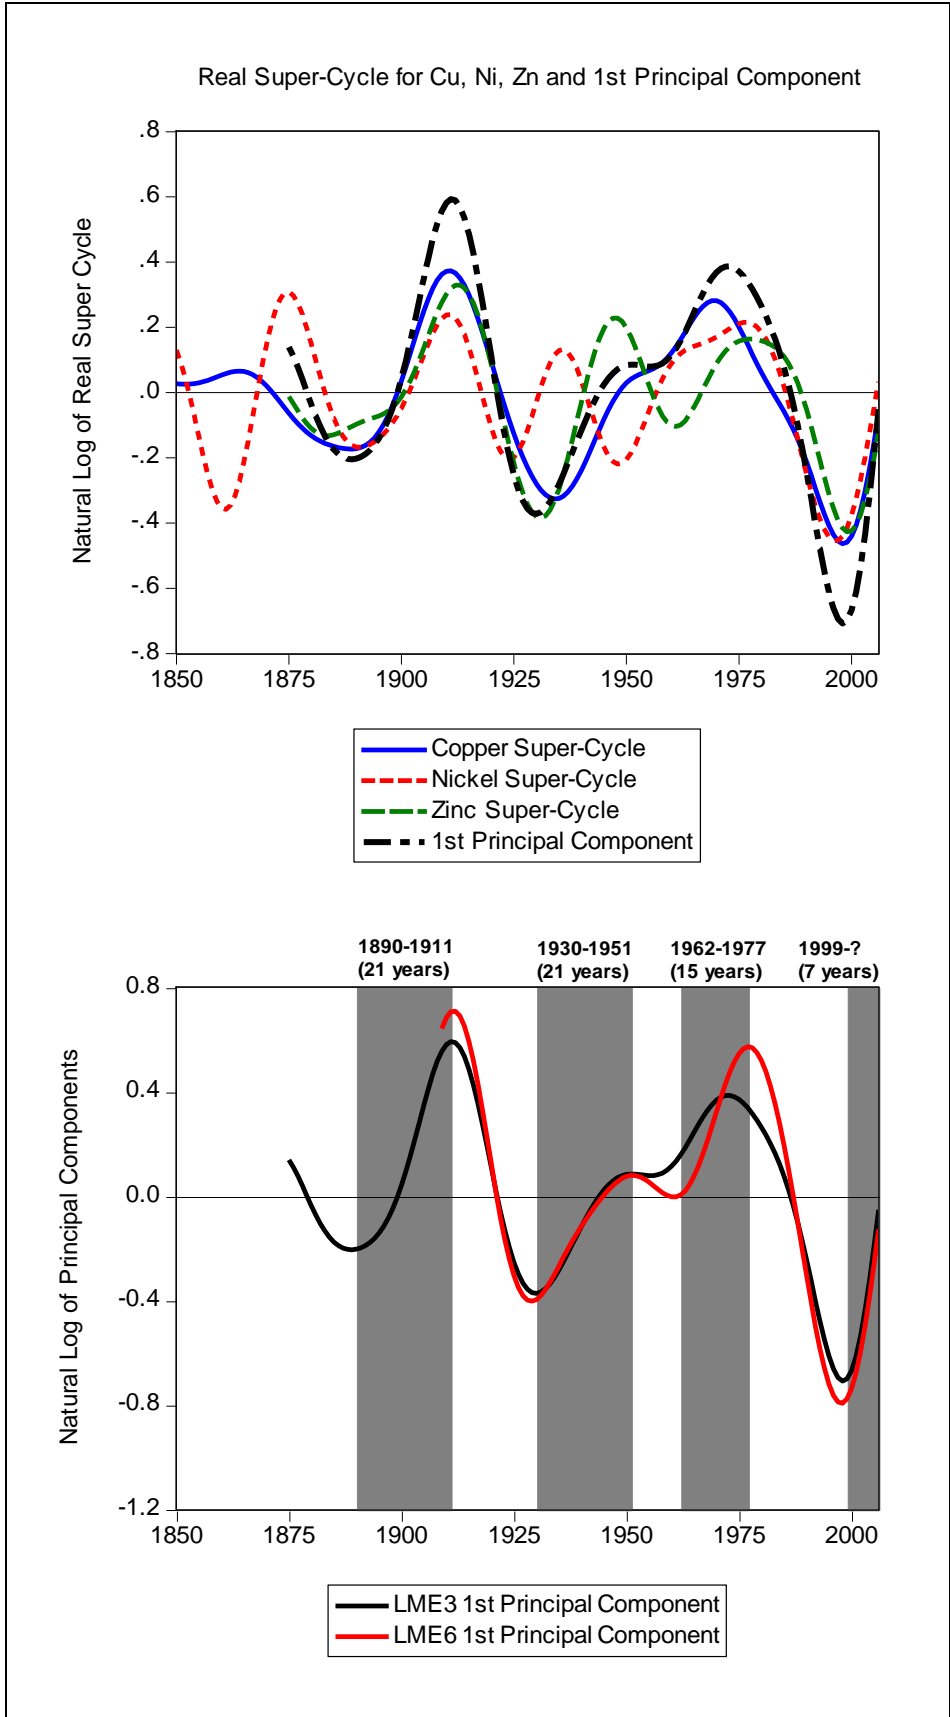 Real Super-Cycle for Cu, Ni, Zn and 1st Principal Component
Natural Log of Real Super Cycle
.8
.6
.4
.2
.0
-.2
-.4
-.6
-.8
1850 1875 1900 1925 1950 1975 2000
Copper Super-Cycle
Nickel Super-Cycle
Zinc Super-Cycle
1st Principal Component
1890-1911 1930-1951 1962-1977 1999-?
(21 years) (21 years) (15 years) (7 years)
Natural Log of Principal Components
0.8
0.4
0.0
-0.4
-0.8
-1.2
1850 1875 1900 1925 1950 1975 2000
LME3 1st Principal Component
LME6 1st Principal Component